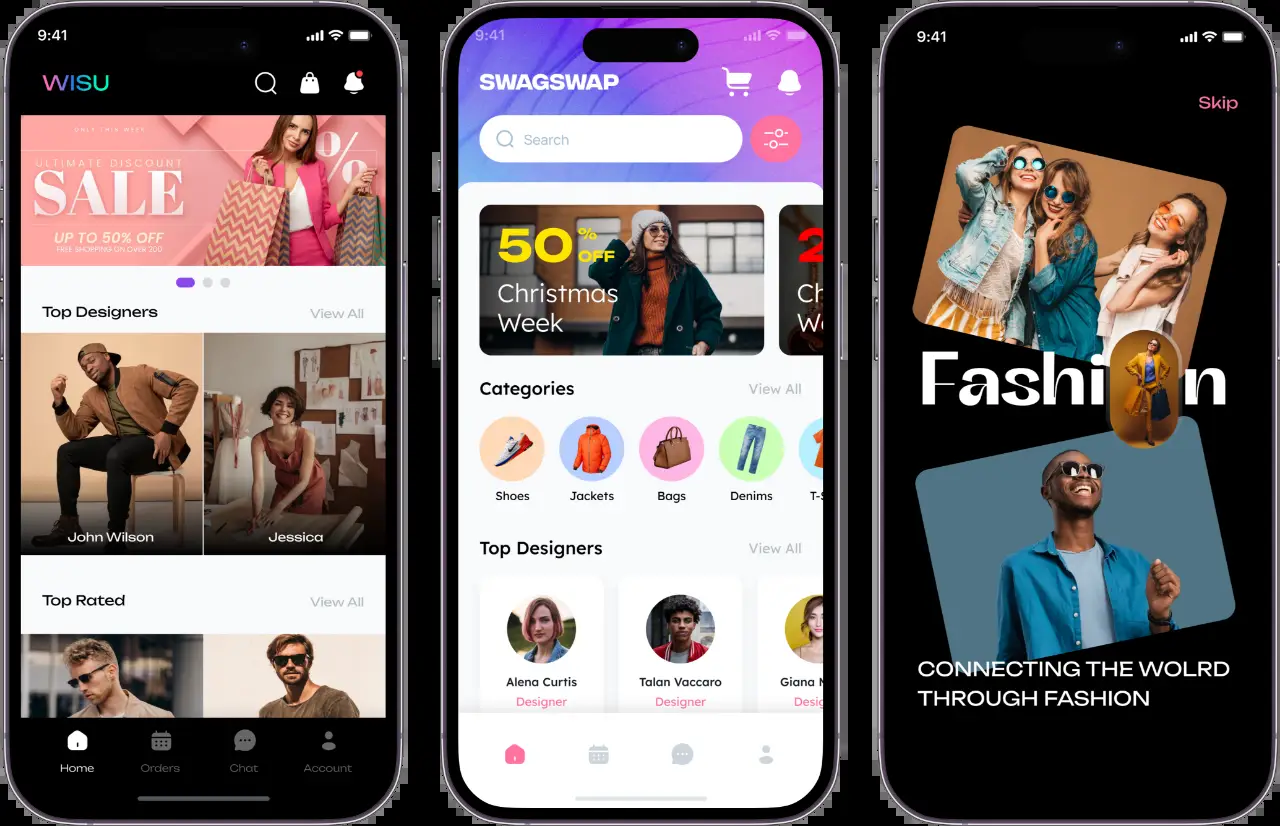 9:41
WISU
ONLY THIS WEEK
ULTIMATE DISCOUNT
SALE
%
UP TO 50% OFF
FREE SHOPPING ON OVER 300
Top Designers
View All
John Wilson
Jessica
Top Rated
View All
Home
Orders
Chat
Account
9:41
SWAGSWAP
Search
50%
OFF
Christmas
Week
2
Ch
We
Categories
View All
Shoes
Jackets
Bags
Denims
T-S
Top Designers
View All
Alena Curtis
Designer
Talan Vaccaro
Designer
Giana
Desig
9:41
Skip
Fashi n
CONNECTING THE WOLRD
THROUGH FASHION